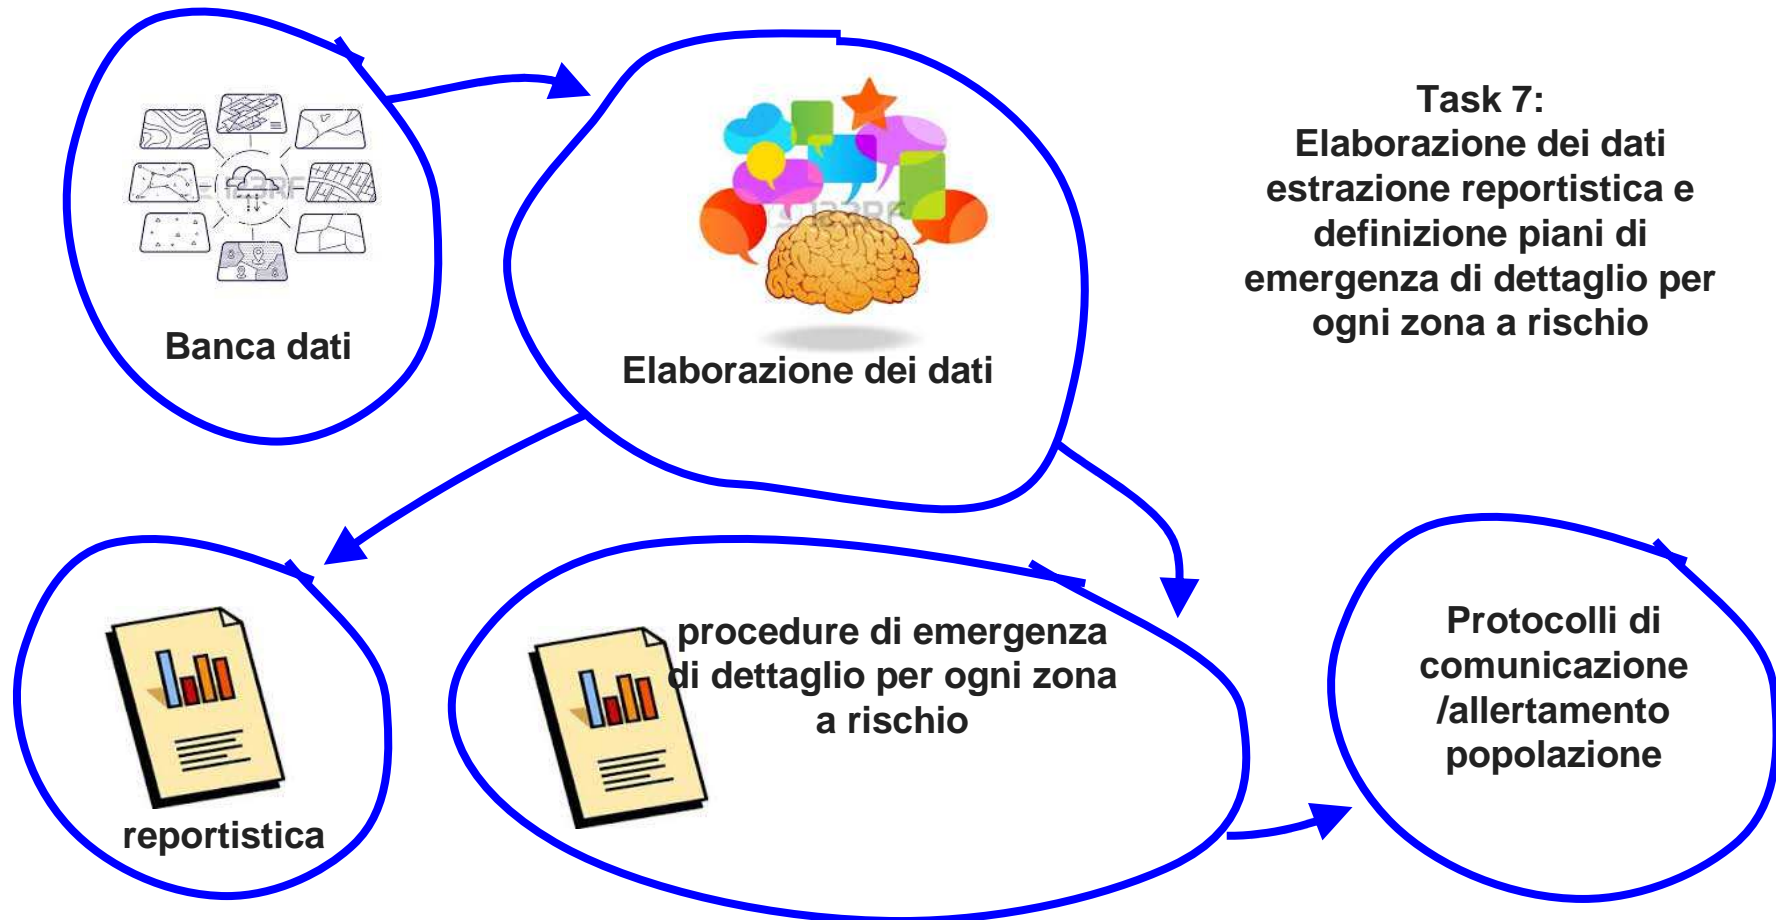 Task 7:
Elaborazione dei dati
estrazione reportistica e
definizione piani di
emergenza di dettaglio per
ogni zona a rischio
Banca dati
Elaborazione dei dati
procedure di emergenza
di dettaglio per ogni zona
a rischio
reportistica
Protocolli di
comunicazione
/allertamento
popolazione